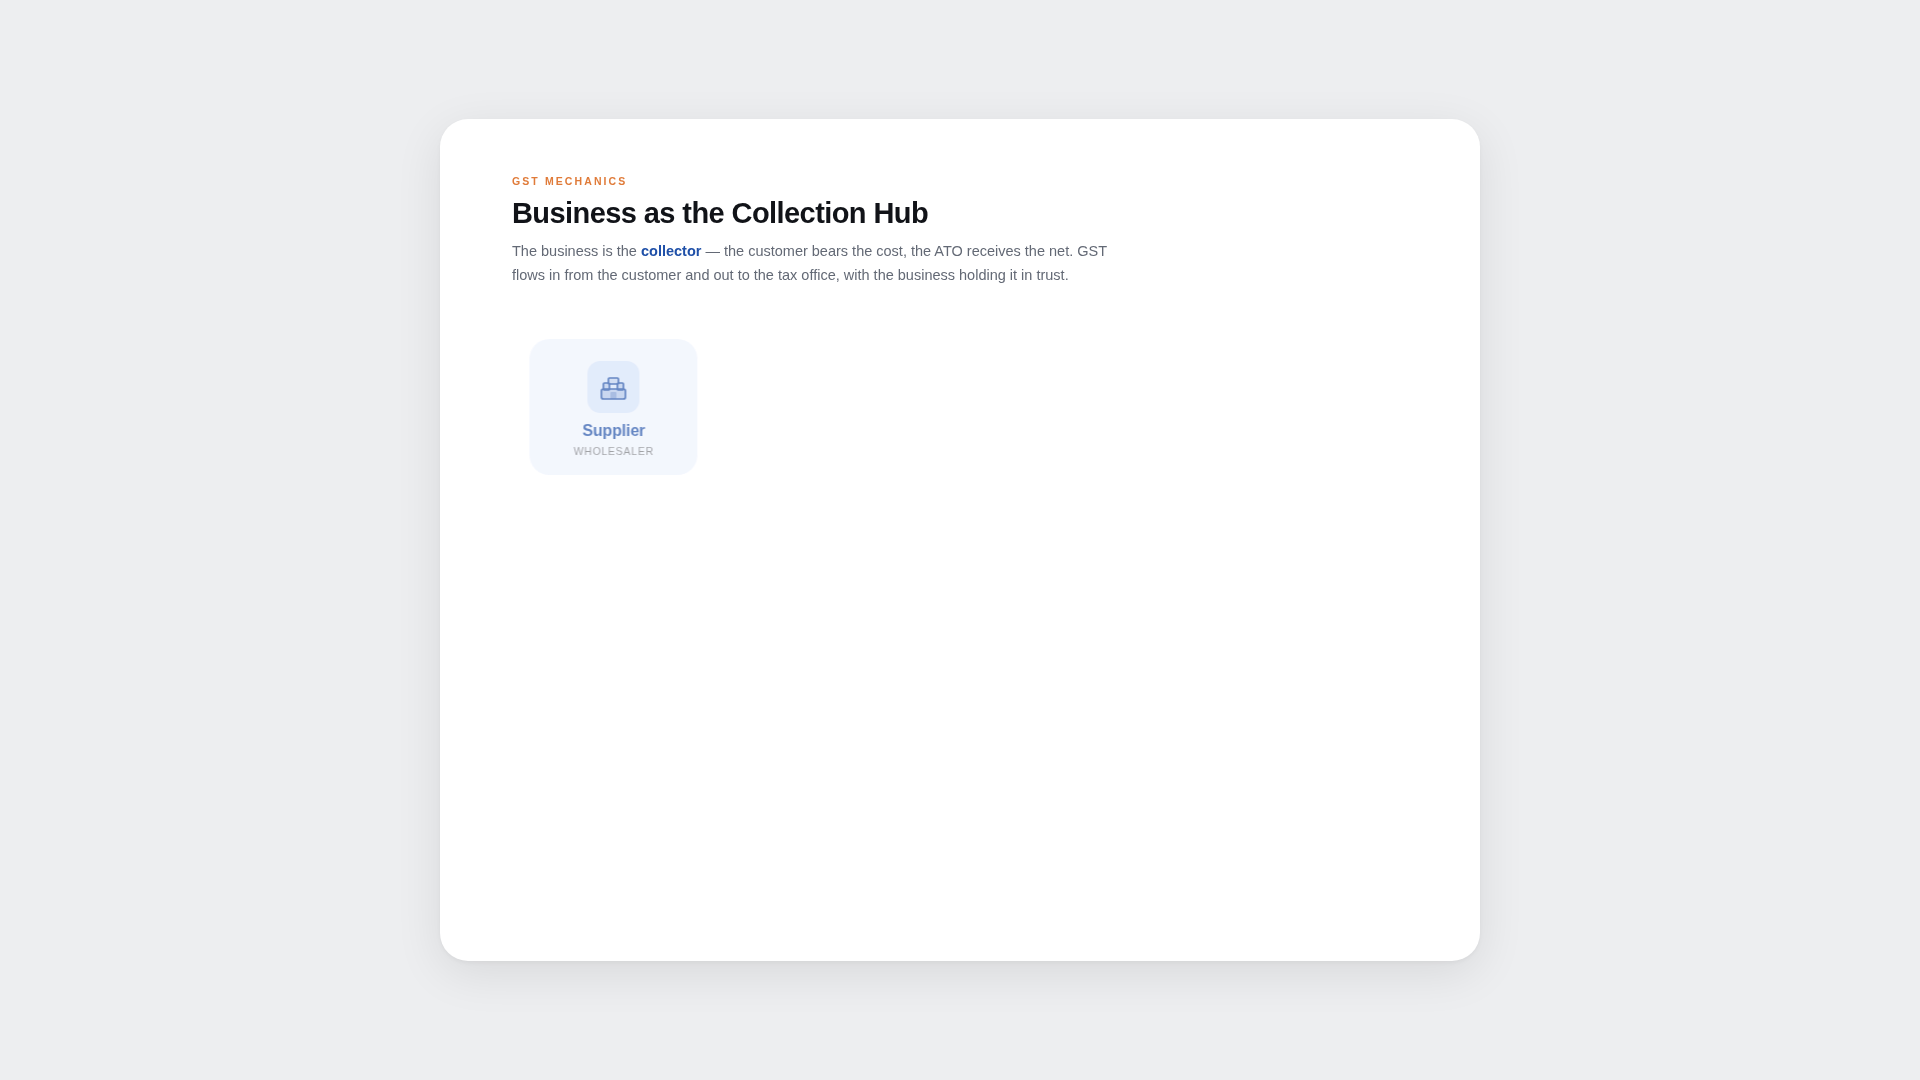 GST MECHANICS
Business as the Collection Hub
The business is the collector — the customer bears the cost, the ATO receives the net. GST
flows in from the customer and out to the tax office, with the business holding it in trust.
Supplier
WHOLESALER